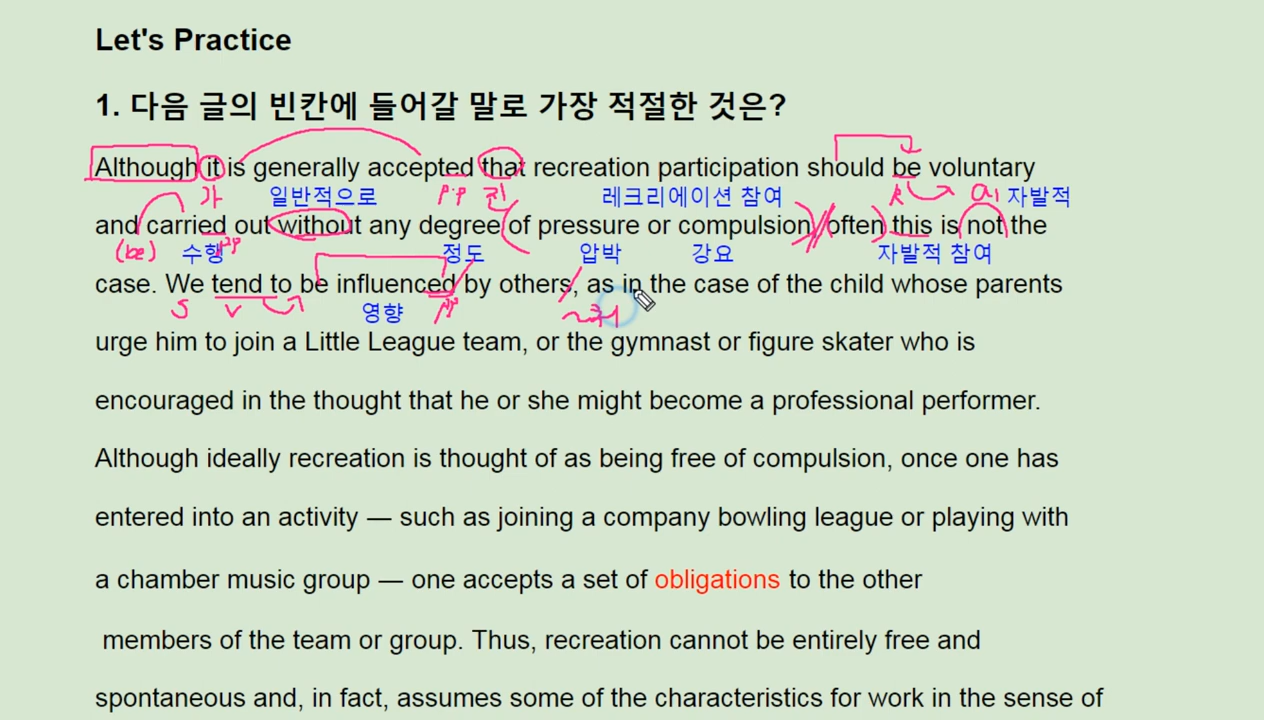 Let's Practice
1. 다음 글의 빈칸에 들어갈 말로 가장 적절한 것은?
Although it is generally accepted that recreation participation should be voluntary
가 일반적으로 p.p 진 레크리에이션 참여 자발적
and carried out without any degree of pressure or compulsion, often this is not the
(be) 수행 pp 정도 압박 강요 자발적 참여
case. We tend to be influenced by others, as in the case of the child whose parents
S V 영향 pp
urge him to join a Little League team, or the gymnast or figure skater who is
encouraged in the thought that he or she might become a professional performer.
Although ideally recreation is thought of as being free of compulsion, once one has
entered into an activity — such as joining a company bowling league or playing with
a chamber music group — one accepts a set of obligations to the other
members of the team or group. Thus, recreation cannot be entirely free and
spontaneous and, in fact, assumes some of the characteristics for work in the sense of